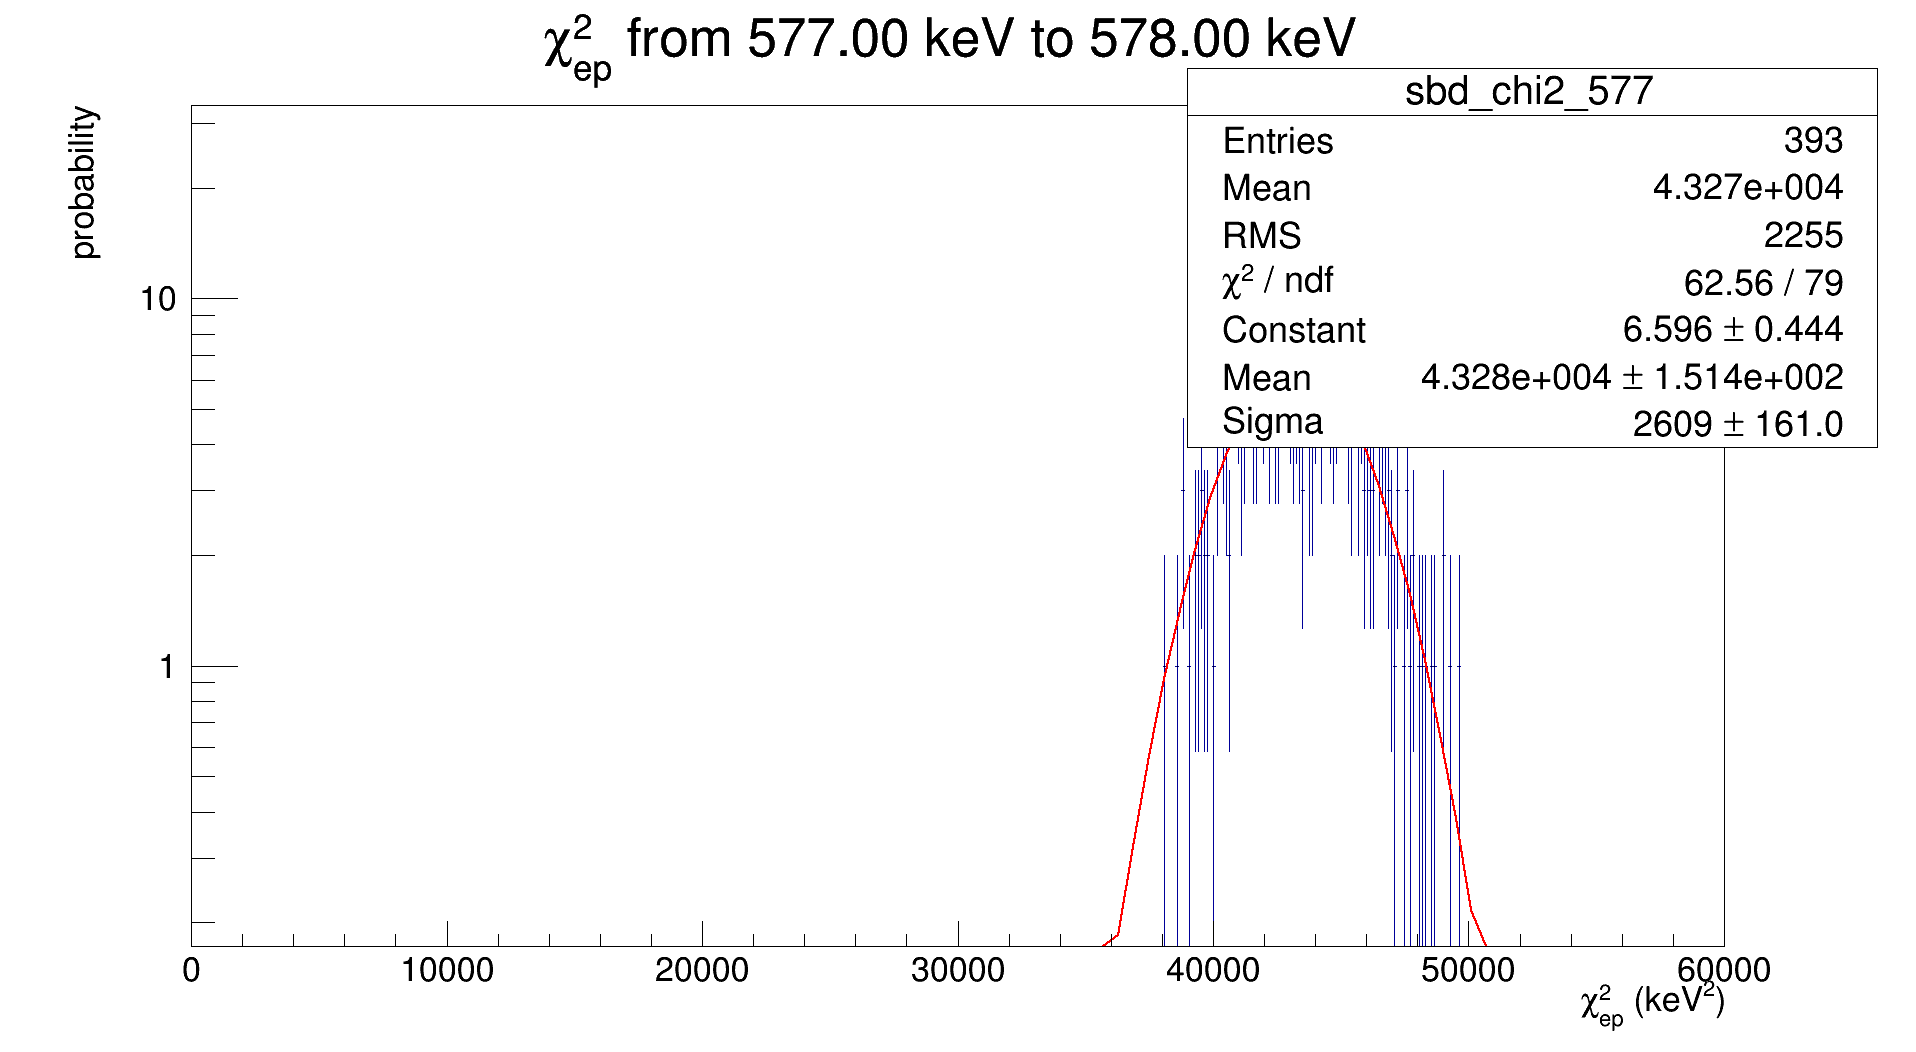 χ²ep from 577.00 keV to 578.00 keV
probability
sbd_chi2_577
Entries 393
Mean 4.327e+004
RMS 2255
χ² / ndf 62.56 / 79
Constant 6.596 ± 0.444
Mean 4.328e+004 ± 1.514e+002
Sigma 2609 ± 161.0
10
1
0 10000 20000 30000 40000 50000 60000
χ²ep (keV²)